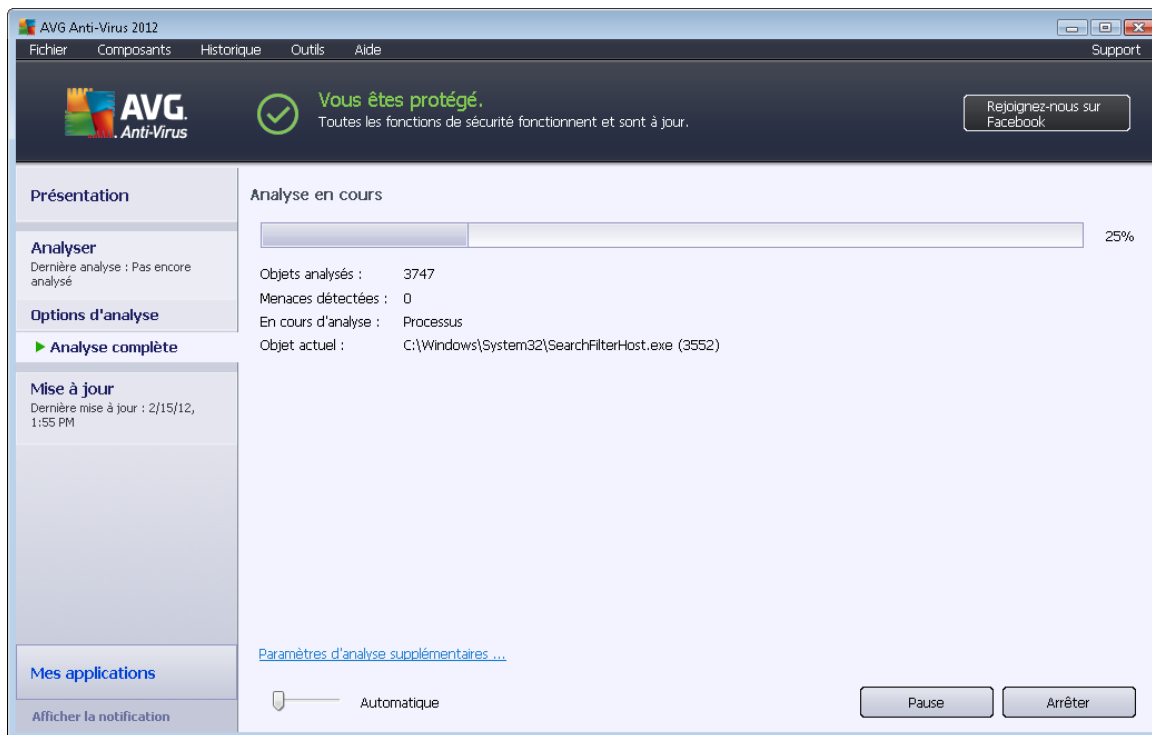 AVG Anti-Virus 2012
Fichier Composants Historique Outils Aide Support
AVG.
Anti-Virus
Vous êtes protégé.
Toutes les fonctions de sécurité fonctionnent et sont à jour.
Rejoignez-nous sur
Facebook
Présentation
Analyser
Dernière analyse : Pas encore
analysé
Options d'analyse
Analyse complète
Mise à jour
Dernière mise à jour : 2/15/12,
1:55 PM
Mes applications
Afficher la notification
Analyse en cours
25%
Objets analysés : 3747
Menaces détectées : 0
En cours d'analyse : Processus
Objet actuel : C:\Windows\System32\SearchFilterHost.exe (3552)
Paramètres d'analyse supplémentaires ...
Automatique
Pause
Arrêter